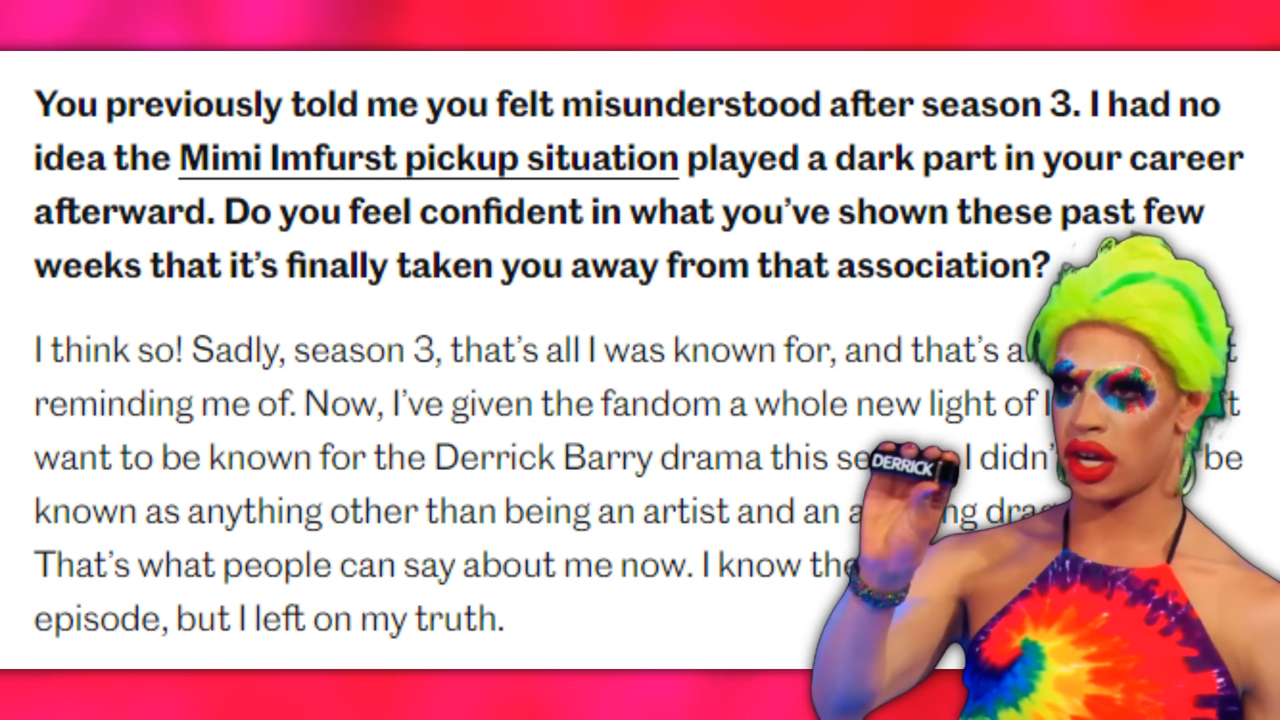 You previously told me you felt misunderstood after season 3. I had no
idea the Mimi Imfurst pickup situation played a dark part in your career
afterward. Do you feel confident in what you’ve shown these past few
weeks that it’s finally taken you away from that association?
I think so! Sadly, season 3, that’s all I was known for, and that’s
reminding me of. Now, I’ve given the fandom a whole new light of
want to be known for the Derrick Barry drama this I didn’ be
known as anything other than being an artist and an
That’s what people can say about me now. I know
episode, but I left on my truth.
DERRICK